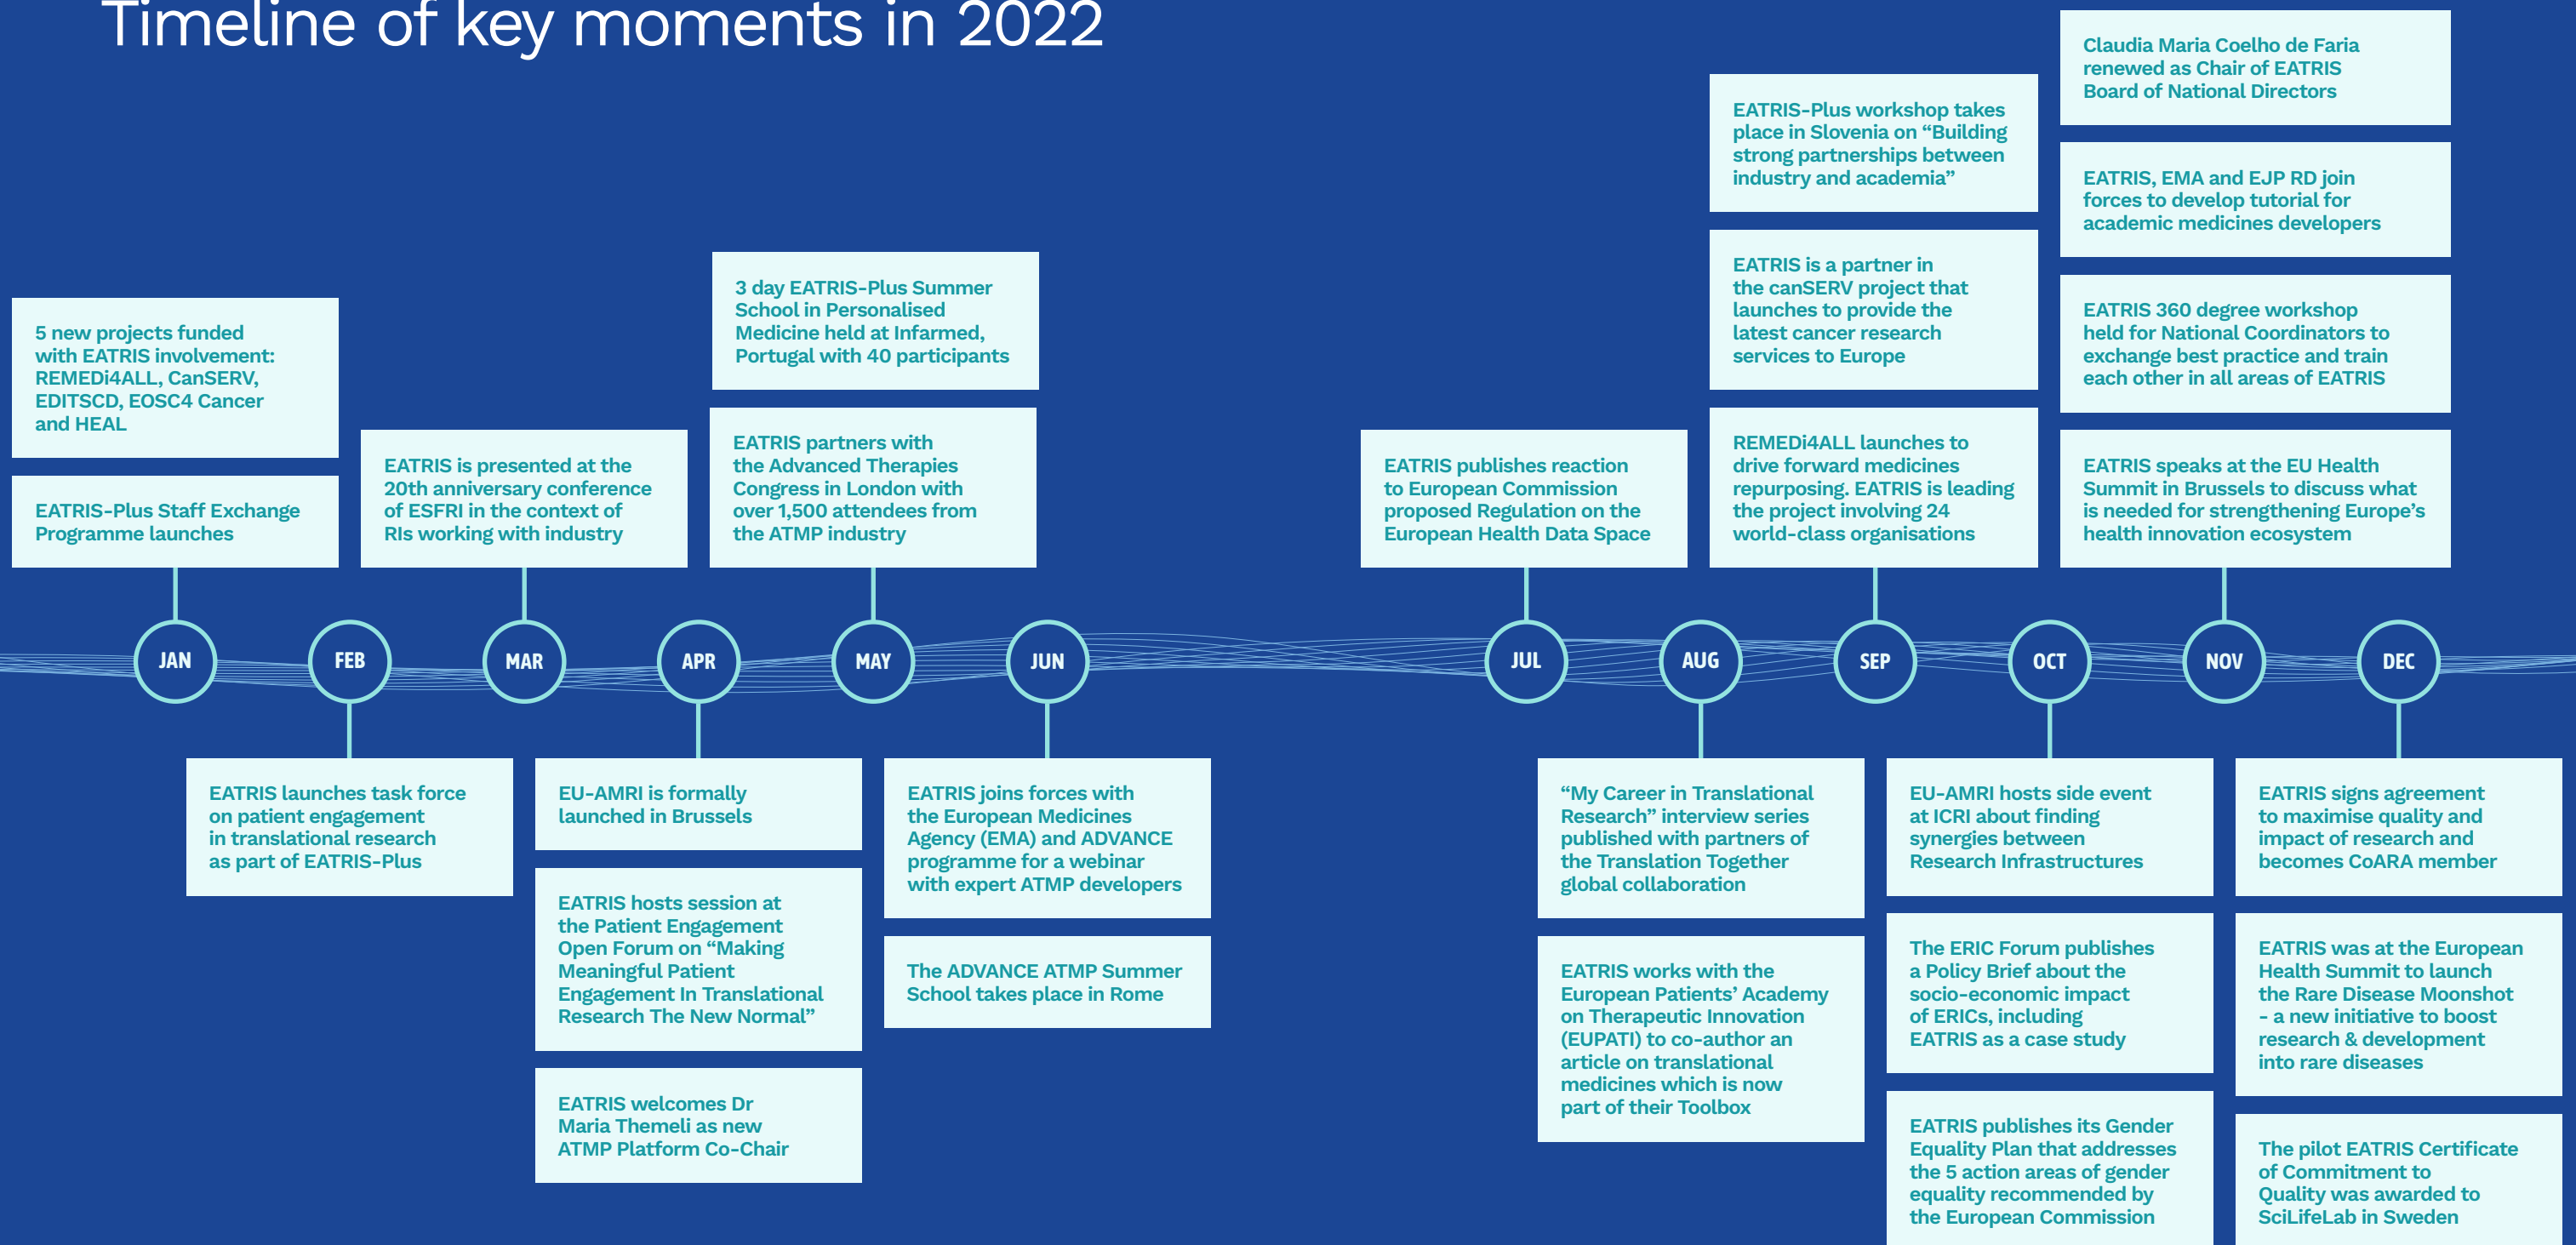 Timeline of key moments in 2022
5 new projects funded
with EATRIS involvement:
REMEDi4ALL, CanSERV,
EDITSCD, EOSC4 Cancer
and HEAL
EATRIS-Plus Staff Exchange
Programme launches
EATRIS is presented at the
20th anniversary conference
of ESFRI in the context of
RIs working with industry
3 day EATRIS-Plus Summer
School in Personalised
Medicine held at Infarmed,
Portugal with 40 participants
EATRIS partners with
the Advanced Therapies
Congress in London with
over 1,500 attendees from
the ATMP industry
EATRIS publishes reaction
to European Commission
proposed Regulation on the
European Health Data Space
EATRIS-Plus workshop takes
place in Slovenia on “Building
strong partnerships between
industry and academia”
EATRIS is a partner in
the canSERV project that
launches to provide the
latest cancer research
services to Europe
REMEDi4ALL launches to
drive forward medicines
repurposing. EATRIS is leading
the project involving 24
world-class organisations
Claudia Maria Coelho de Faria
renewed as Chair of EATRIS
Board of National Directors
EATRIS, EMA and EJP RD join
forces to develop tutorial for
academic medicines developers
EATRIS 360 degree workshop
held for National Coordinators to
exchange best practice and train
each other in all areas of EATRIS
EATRIS speaks at the EU Health
Summit in Brussels to discuss what
is needed for strengthening Europe’s
health innovation ecosystem
JAN
FEB
MAR
APR
MAY
JUN
JUL
AUG
SEP
OCT
NOV
DEC
EATRIS launches task force
on patient engagement
in translational research
as part of EATRIS-Plus
EU-AMRI is formally
launched in Brussels
EATRIS hosts session at
the Patient Engagement
Open Forum on “Making
Meaningful Patient
Engagement In Translational
Research The New Normal”
EATRIS welcomes Dr
Maria Themeli as new
ATMP Platform Co-Chair
EATRIS joins forces with
the European Medicines
Agency (EMA) and ADVANCE
programme for a webinar
with expert ATMP developers
The ADVANCE ATMP Summer
School takes place in Rome
“My Career in Translational
Research” interview series
published with partners of
the Translation Together
global collaboration
EATRIS works with the
European Patients’ Academy
on Therapeutic Innovation
(EUPATI) to co-author an
article on translational
medicines which is now
part of their Toolbox
EU-AMRI hosts side event
at ICRI about finding
synergies between
Research Infrastructures
The ERIC Forum publishes
a Policy Brief about the
socio-economic impact
of ERICs, including
EATRIS as a case study
EATRIS publishes its Gender
Equality Plan that addresses
the 5 action areas of gender
equality recommended by
the European Commission
EATRIS signs agreement
to maximise quality and
impact of research and
becomes CoARA member
EATRIS was at the European
Health Summit to launch
the Rare Disease Moonshot
- a new initiative to boost
research & development
into rare diseases
The pilot EATRIS Certificate
of Commitment to
Quality was awarded to
SciLifeLab in Sweden